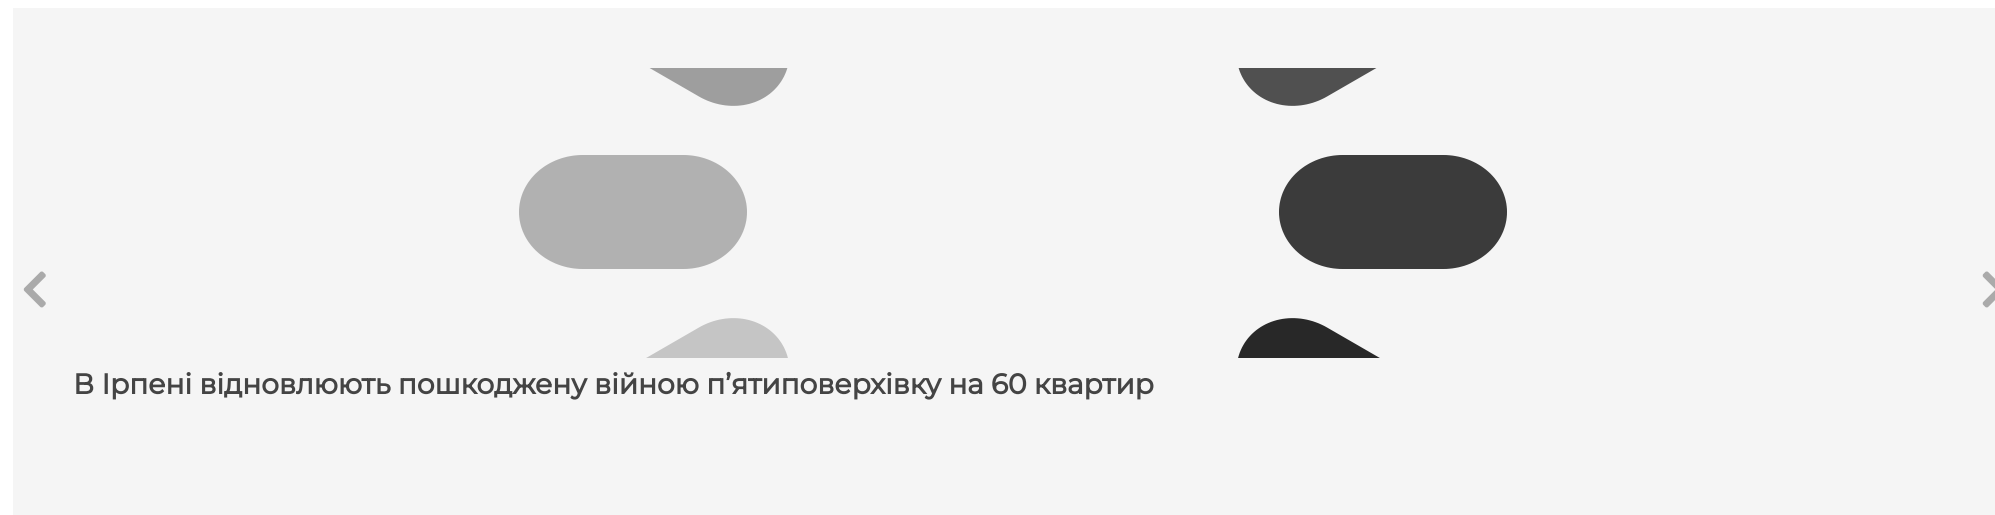 В Ірпені відновлюють пошкоджену війною п’ятиповерхівку на 60 квартир